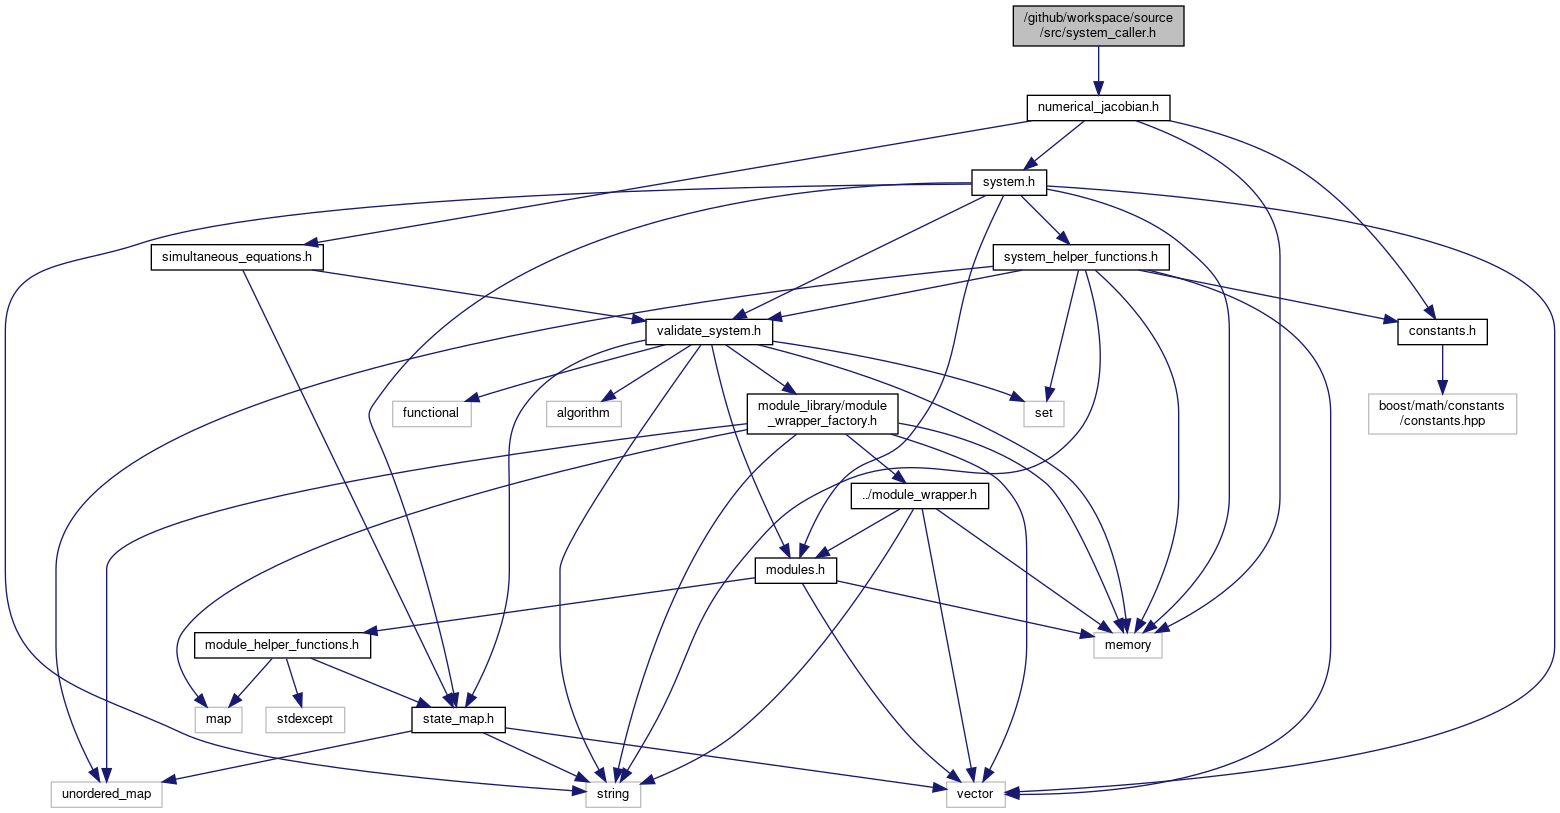 /github/workspace/source
/src/system_caller.h
numerical_jacobian.h
system.h
simultaneous_equations.h
system_helper_functions.h
validate_system.h
constants.h
functional
algorithm
module_library/module
_wrapper_factory.h
set
boost/math/constants
/constants.hpp
../module_wrapper.h
modules.h
module_helper_functions.h
memory
map
stdexcept
state_map.h
unordered_map
string
vector